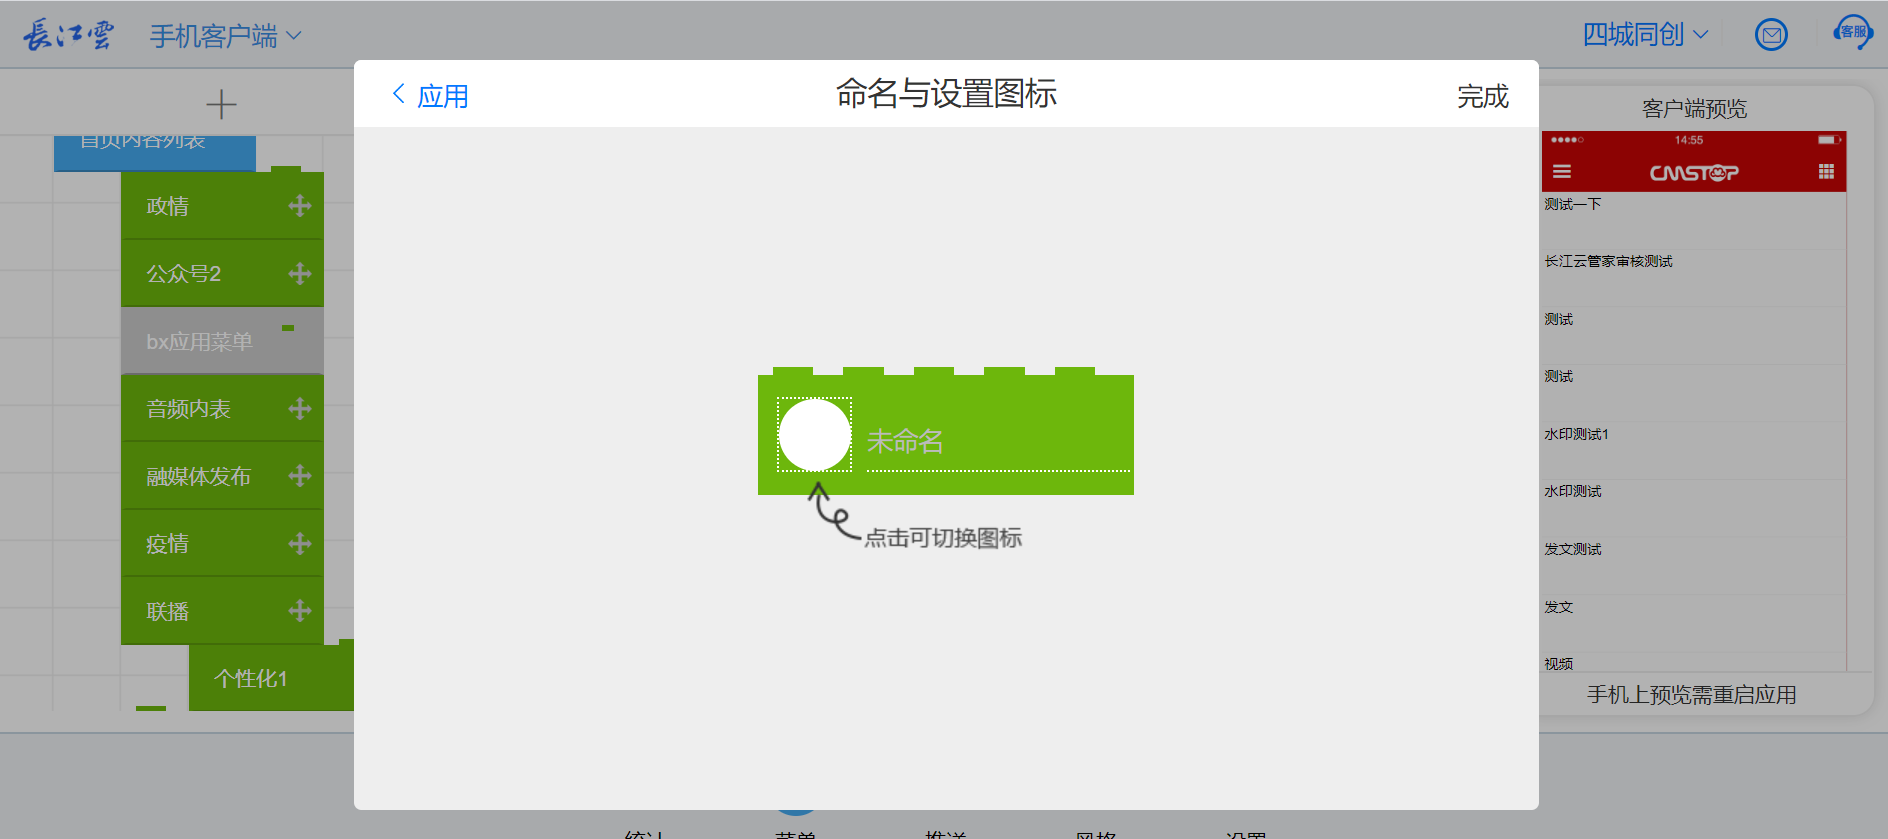 長江雲
手机客户端
四城同创
客服
应用
命名与设置图标
完成
首页内容列表
政情
公众号2
bx应用菜单
音频内表
融媒体发布
疫情
联播
个性化1
未命名
点击可切换图标
客户端预览
14:55
CMSTOP
测试一下
长江云管家审核测试
测试
测试
水印测试1
水印测试
发文测试
发文
视频
手机上预览需重启应用
统计
菜单
推送
风格
设置